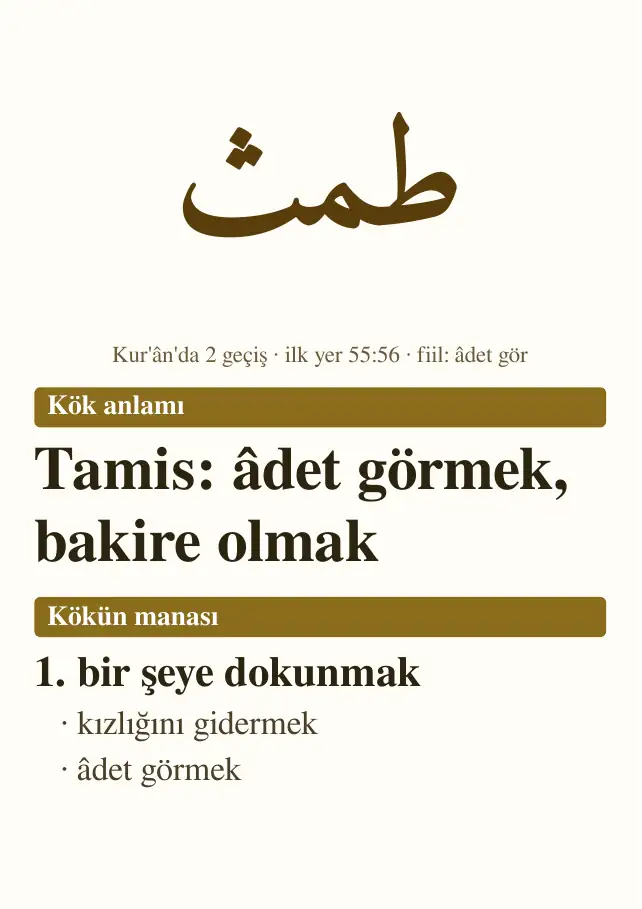 طمث
Kur'ân'da 2 geçiş · ilk yer 55:56 · fiil: âdet gör
Kök anlamı
Tamis: âdet görmek,
bakire olmak
Kökün manası
1. bir şeye dokunmak
· kızlığını gidermek
· âdet görmek